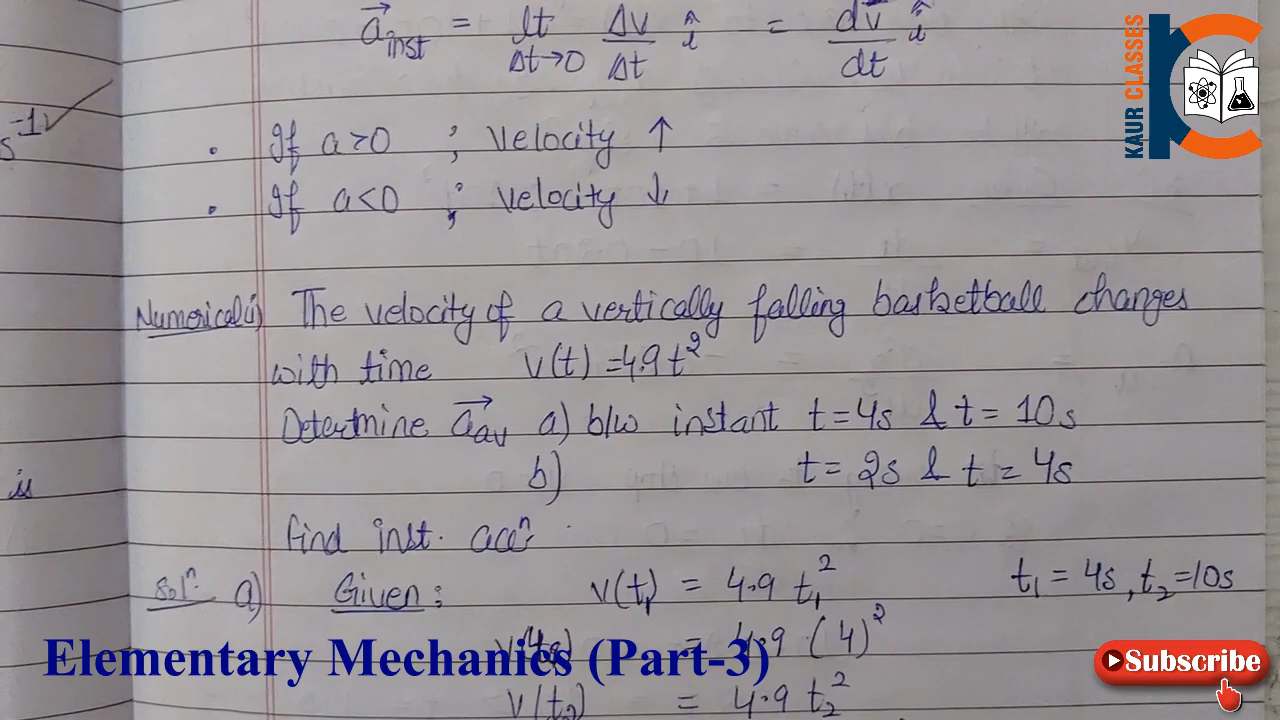 a⃗inst = lt Δt→0 Δv/Δt î = dv/dt î
KAUR CLASSES
s⁻¹
. If a>0 ; velocity ↑
. If a<0 ; velocity ↓
Numerical(i) The velocity of a vertically falling basketball changes
with time v(t) = 4.9 t²
Determine a⃗av a) b/w instant t = 4s & t = 10s
b) t = 2s & t = 4s
is
find inst. accⁿ.
Solⁿ. a) Given: v(t₁) = 4.9 t₁² t₁ = 4s, t₂ = 10s
= 4.9 (4)²
Elementary Mechanics (Part-3)
Subscribe
v(t₂) = 4.9 t₂²